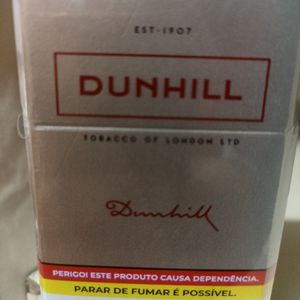 EST-1907
DUNHILL
TOBACCO OF LONDON LTD
Dunhill
PERIGO! ESTE PRODUTO CAUSA DEPENDÊNCIA.
PARAR DE FUMAR É POSSÍVEL.